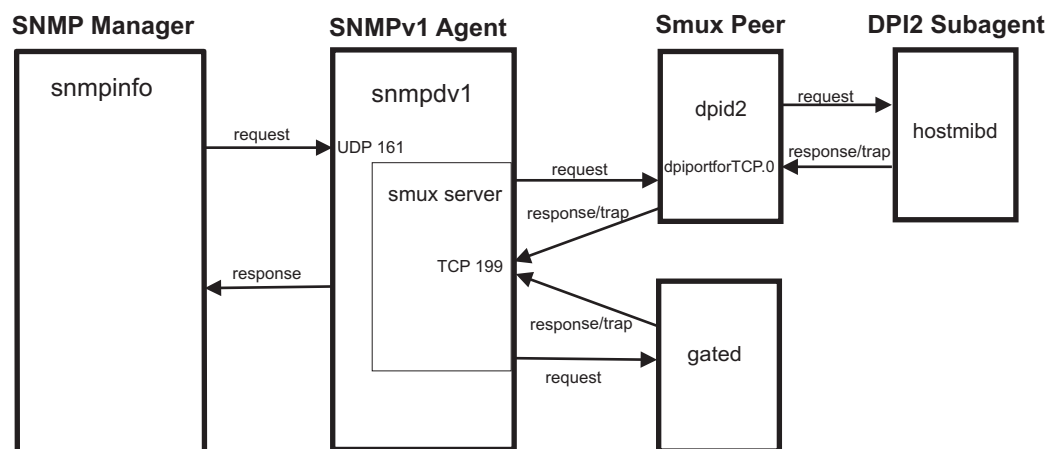 SNMP Manager
SNMPv1 Agent
Smux Peer
DPI2 Subagent
snmpinfo
snmpdv1
dpid2
hostmibd
request
UDP 161
request
request
dpiportforTCP.0
response/trap
smux server
response/trap
TCP 199
response
response/trap
gated
request